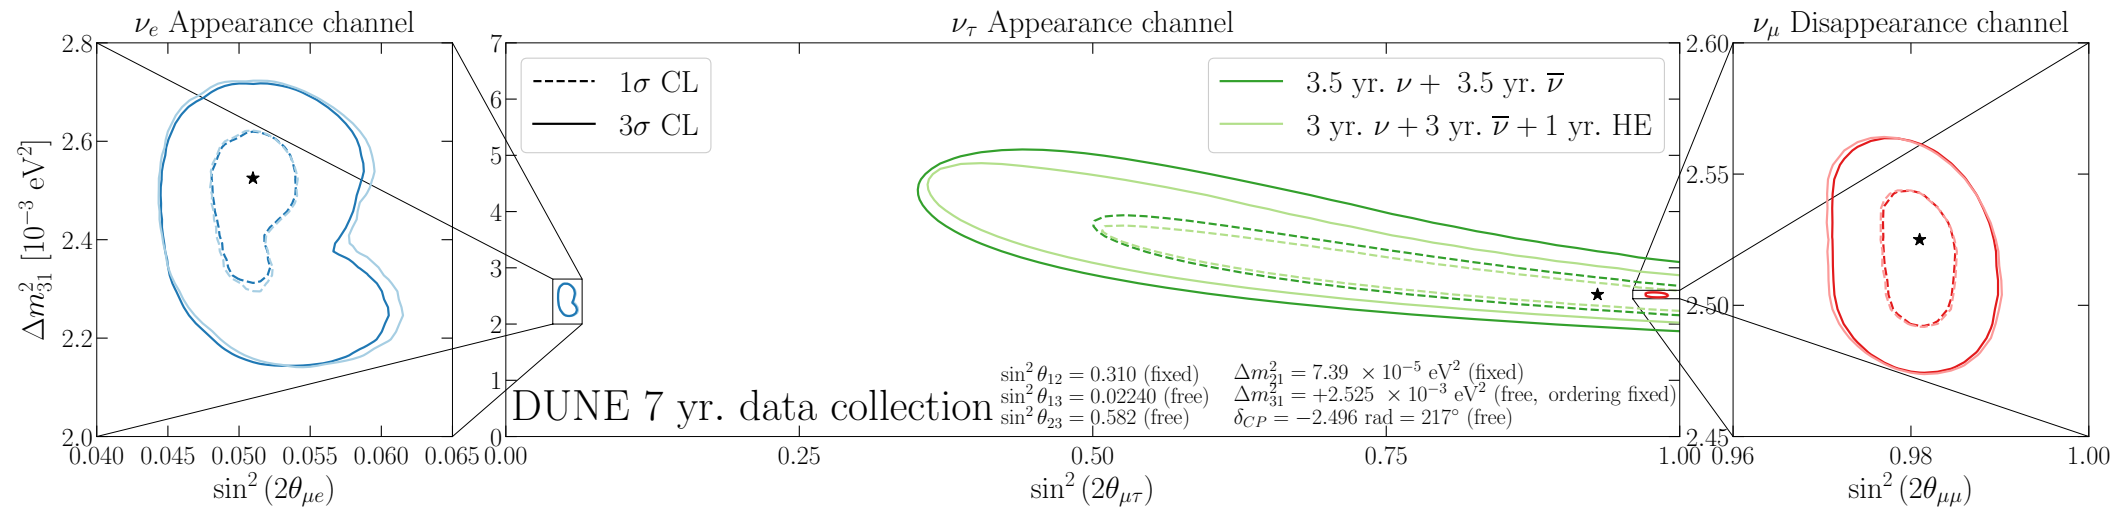 νₑ Appearance channel
ν_τ Appearance channel
ν_μ Disappearance channel
Δm²₃₁ [10⁻³ eV²]
2.8
2.6
2.4
2.2
2.0
0.040 0.045 0.050 0.055 0.060 0.065
sin² (2θ_μe)
7
6
5
4
3
2
1
0
1σ CL
3σ CL
3.5 yr. ν + 3.5 yr. ν̅
3 yr. ν + 3 yr. ν̅ + 1 yr. HE
DUNE 7 yr. data collection
sin² θ₁₂ = 0.310 (fixed)
sin² θ₁₃ = 0.02240 (free)
sin² θ₂₃ = 0.582 (free)
Δm²₂₁ = 7.39 × 10⁻⁵ eV² (fixed)
Δm²₃₁ = +2.525 × 10⁻³ eV² (free, ordering fixed)
δ_CP = −2.496 rad = 217° (free)
0.00 0.25 0.50 0.75 1.00
sin² (2θ_μτ)
2.60
2.55
2.50
2.45
0.96 0.98 1.00
sin² (2θ_μμ)